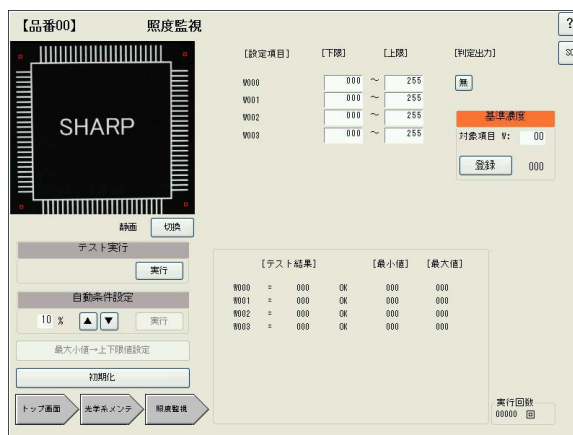 【品番00】 照度監視 ?
SHARP
[設定項目] [下限] [上限] [判定出力]
W000 000 ～ 255 無
W001 000 ～ 255
W002 000 ～ 255
W003 000 ～ 255
基準濃度
対象項目 W: 00
登録 000
静画 切換
テスト実行
実行
自動条件設定
10 % ▲ ▼ 実行
最大小値→上下限値設定
初期化
[テスト結果] [最小値] [最大値]
W000 = 000 OK 000 000
W001 = 000 OK 000 000
W002 = 000 OK 000 000
W003 = 000 OK 000 000
トップ画面 光学系メンテ 照度監視
実行回数
00000 回